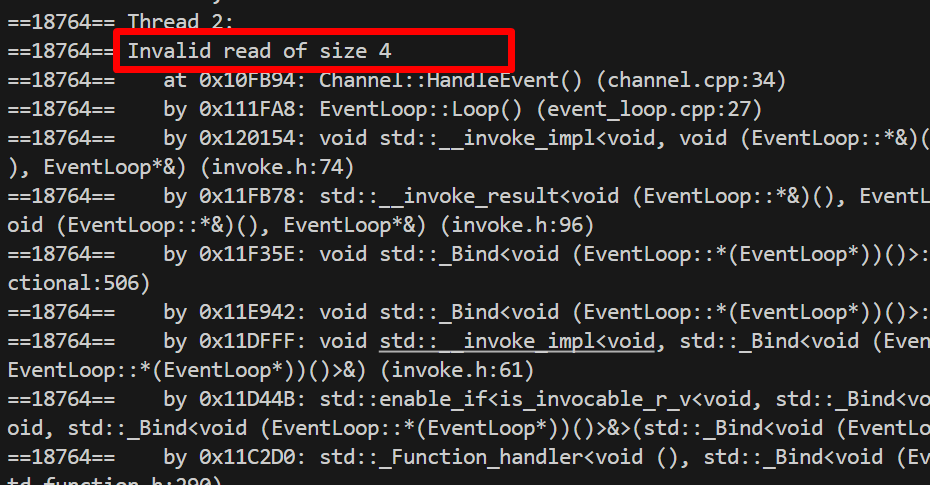 ==18764== Thread 2:
==18764== Invalid read of size 4
==18764==    at 0x10FB94: Channel::HandleEvent() (channel.cpp:34)
==18764==    by 0x111FA8: EventLoop::Loop() (event_loop.cpp:27)
==18764==    by 0x120154: void std::__invoke_impl<void, void (EventLoop::*&)(
), EventLoop*&) (invoke.h:74)
==18764==    by 0x11FB78: std::__invoke_result<void (EventLoop::*&)(), EventL
oid (EventLoop::*&)(), EventLoop*&) (invoke.h:96)
==18764==    by 0x11F35E: void std::_Bind<void (EventLoop::*(EventLoop*))()>:
ctional:506)
==18764==    by 0x11E942: void std::_Bind<void (EventLoop::*(EventLoop*))()>:
==18764==    by 0x11DFFF: void std::__invoke_impl<void, std::_Bind<void (Even
EventLoop::*(EventLoop*))()>&) (invoke.h:61)
==18764==    by 0x11D44B: std::enable_if<is_invocable_r_v<void, std::_Bind<vo
oid, std::_Bind<void (EventLoop::*(EventLoop*))()>&>(std::_Bind<void (EventLo
==18764==    by 0x11C2D0: std::_Function_handler<void (), std::_Bind<void (Ev
td_function.h:290)